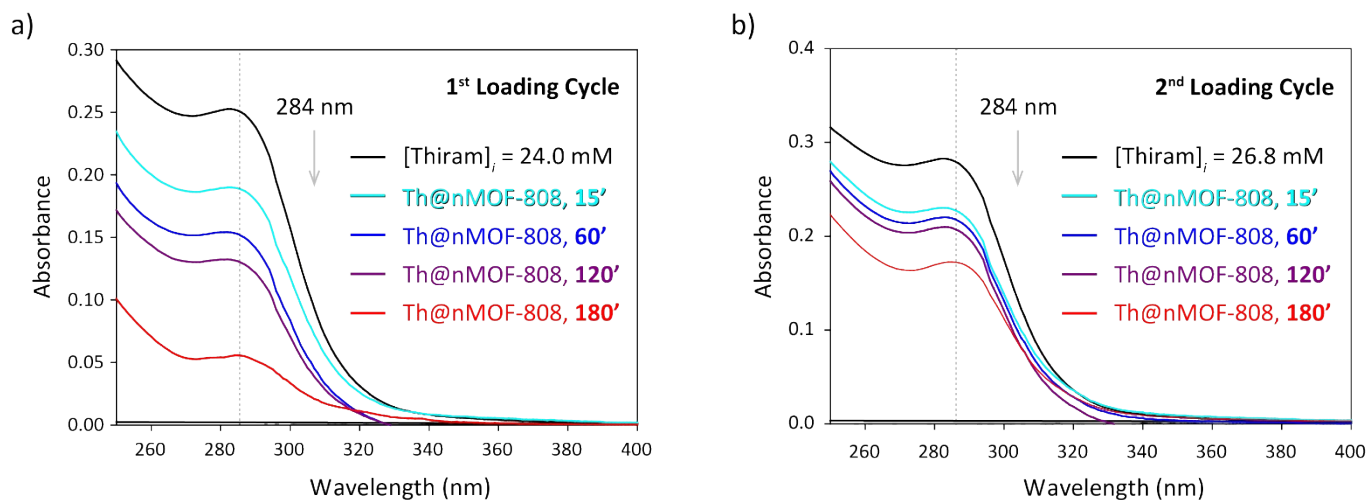 a)
0.30
0.25
0.20
0.15
0.10
0.05
0.00
Absorbance
260 280 300 320 340 360 380 400
Wavelength (nm)
1st Loading Cycle
284 nm
[Thiram]i = 24.0 mM
Th@nMOF-808, 15’
Th@nMOF-808, 60’
Th@nMOF-808, 120’
Th@nMOF-808, 180’
b)
0.4
0.3
0.2
0.1
0.0
Absorbance
260 280 300 320 340 360 380 400
Wavelength (nm)
2nd Loading Cycle
284 nm
[Thiram]i = 26.8 mM
Th@nMOF-808, 15’
Th@nMOF-808, 60’
Th@nMOF-808, 120’
Th@nMOF-808, 180’